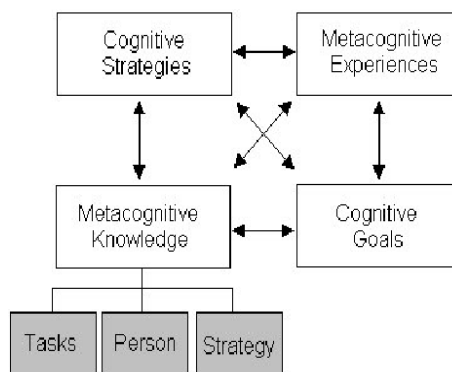 Cognitive
Strategies
Metacognitive
Experiences
Metacognitive
Knowledge
Cognitive
Goals
Tasks
Person
Strategy